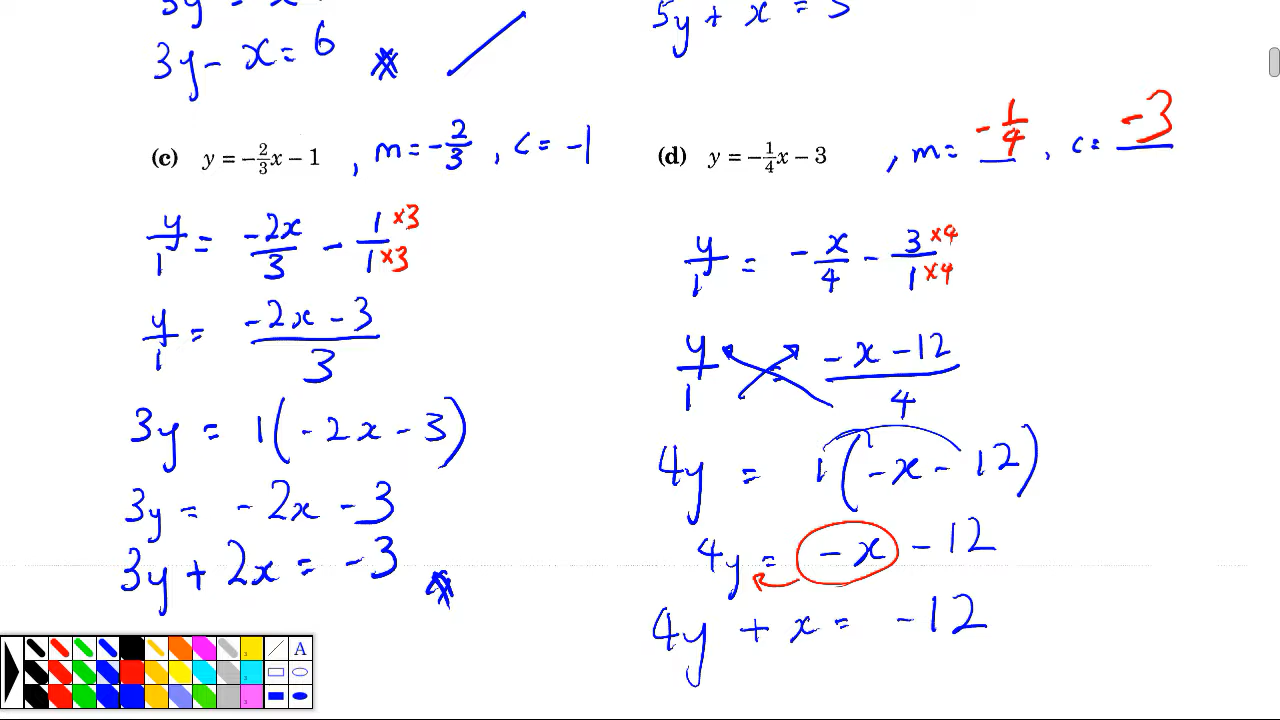 3y - x = 6
5y + x = 5
(c) y = -2/3x - 1 , m = -2/3 , c = -1
y/1 = -2x/3 - 1×3/1×3
y/1 = -2x - 3/3
3y = 1(-2x - 3)
3y = -2x - 3
3y + 2x = -3
(d) y = -1/4x - 3 , m = -1/4 , c = -3
y/1 = -x/4 - 3×4/1×4
y/1 = -x - 12/4
4y = 1(-x - 12)
4y = -x - 12
4y + x = -12
A